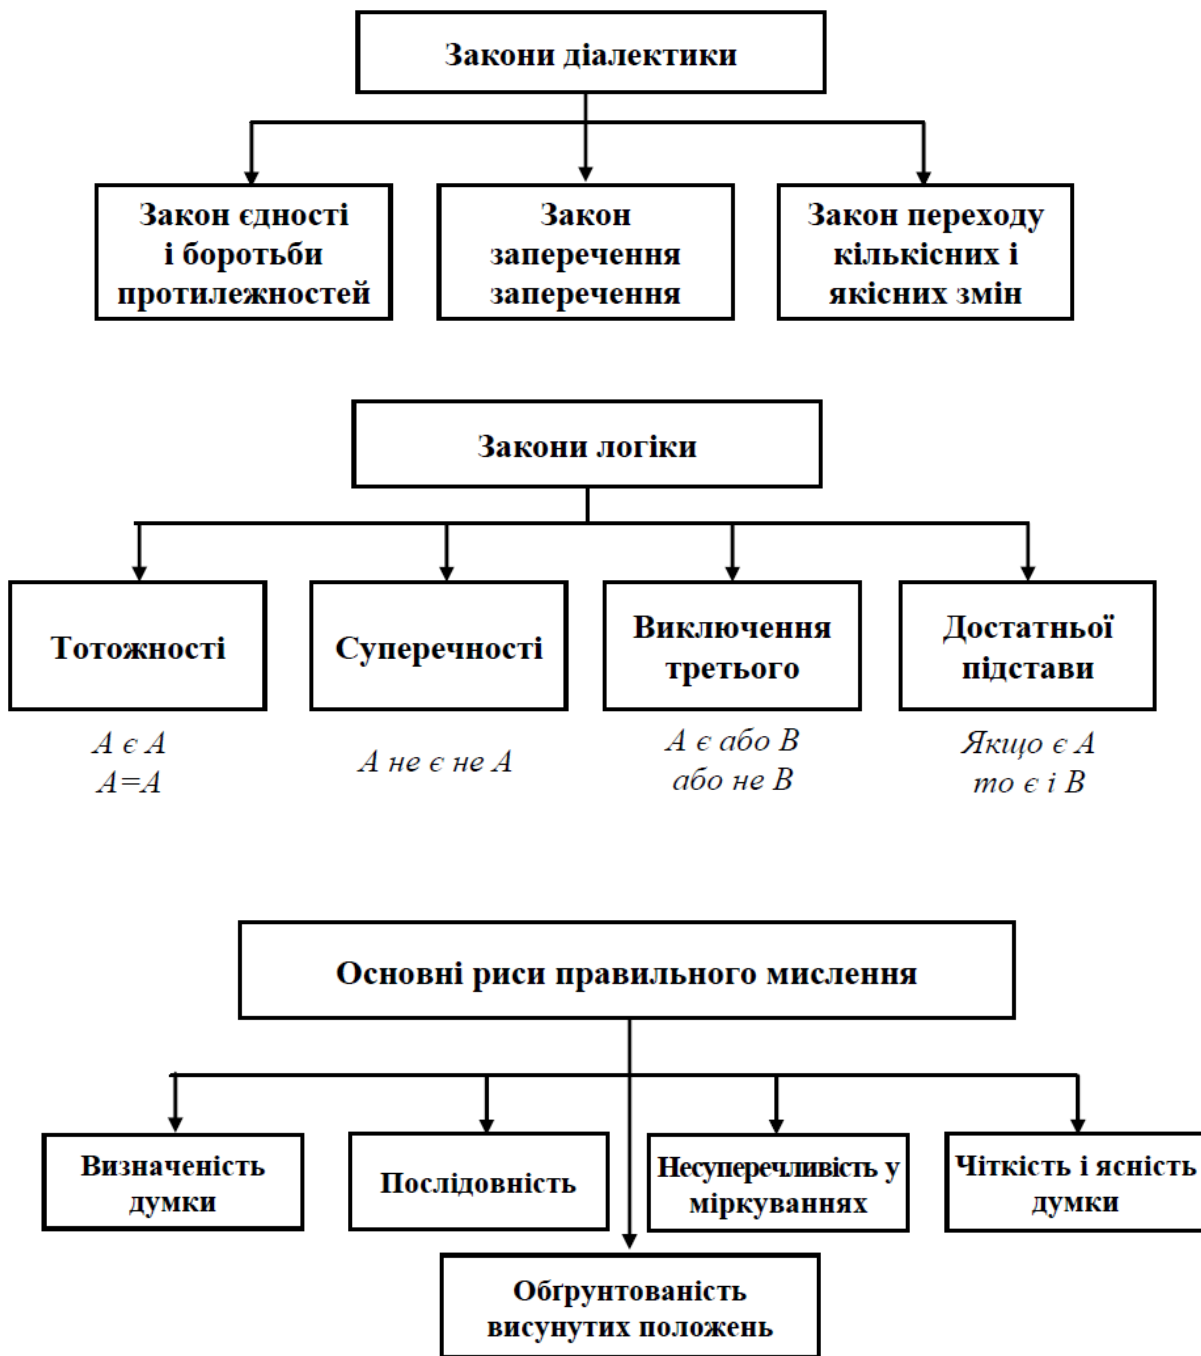 Закони діалектики
Закон єдності
і боротьби
протилежностей
Закон
заперечення
заперечення
Закон переходу
кількісних і
якісних змін
Закони логіки
Тотожності
Суперечності
Виключення
третього
Достатньої
підстави
А є А
А=А
А не є не А
А є або В
або не В
Якщо є А
то є і В
Основні риси правильного мислення
Визначеність
думки
Послідовність
Несуперечливість у
міркуваннях
Чіткість і ясність
думки
Обґрунтованість
висунутих положень